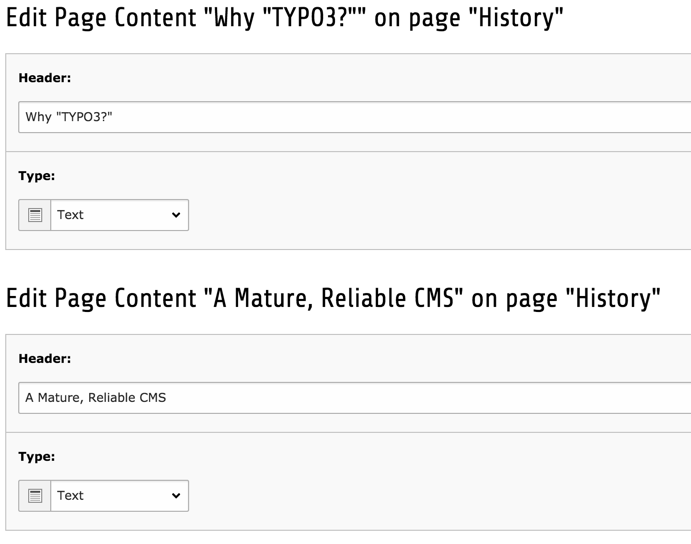 Edit Page Content "Why "TYPO3?"" on page "History"
Header:
Why "TYPO3?"
Type:
Text
Edit Page Content "A Mature, Reliable CMS" on page "History"
Header:
A Mature, Reliable CMS
Type:
Text